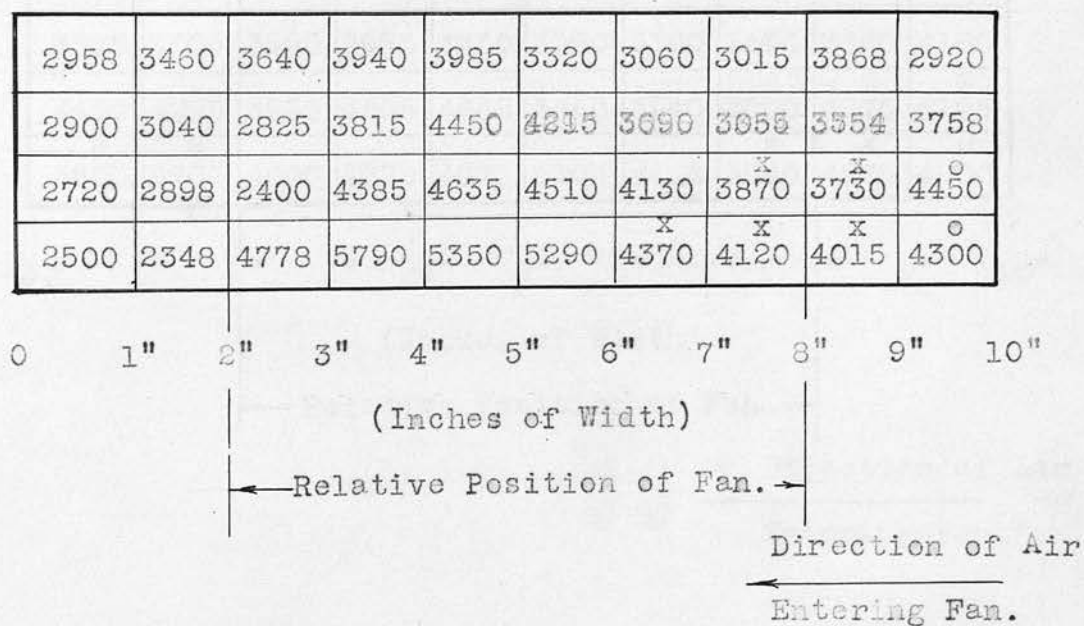 2958 3460 3640 3940 3985 3320 3060 3015 3868 2920
2900 3040 2825 3815 4450 4215 3690 3055 3354 3758
X X O
2720 2898 2400 4385 4635 4510 4130 3870 3730 4450
X X X O
2500 2348 4778 5790 5350 5290 4370 4120 4015 4300
0 1" 2" 3" 4" 5" 6" 7" 8" 9" 10"
(Inches of Width)
Relative Position of Fan.
Direction of Air
Entering Fan.